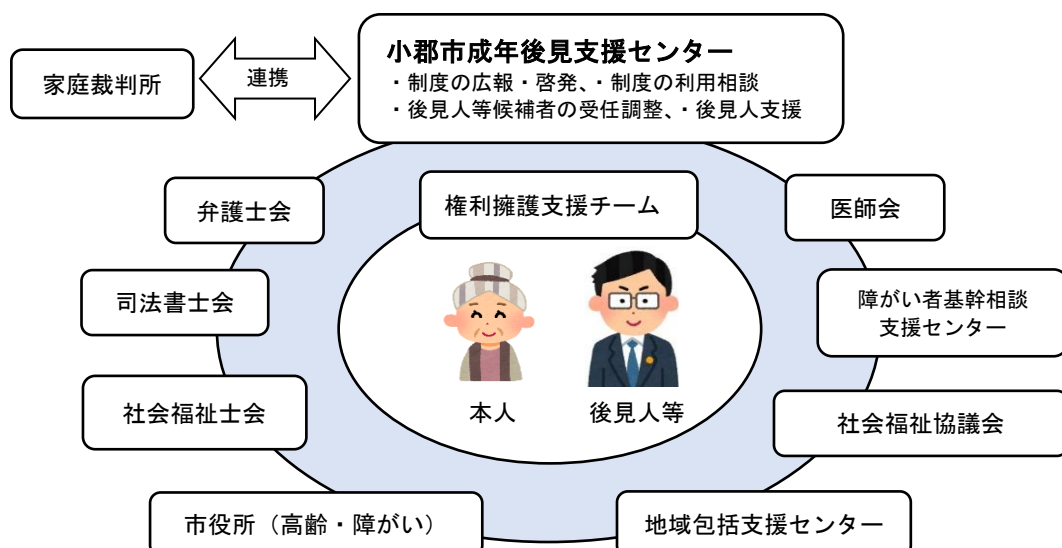 小郡市成年後見支援センター
・制度の広報・啓発、・制度の利用相談
・後見人等候補者の受任調整、・後見人支援
家庭裁判所
連携
弁護士会
権利擁護支援チーム
医師会
司法書士会
障がい者基幹相談
支援センター
社会福祉士会
本人
後見人等
社会福祉協議会
市役所（高齢・障がい）
地域包括支援センター